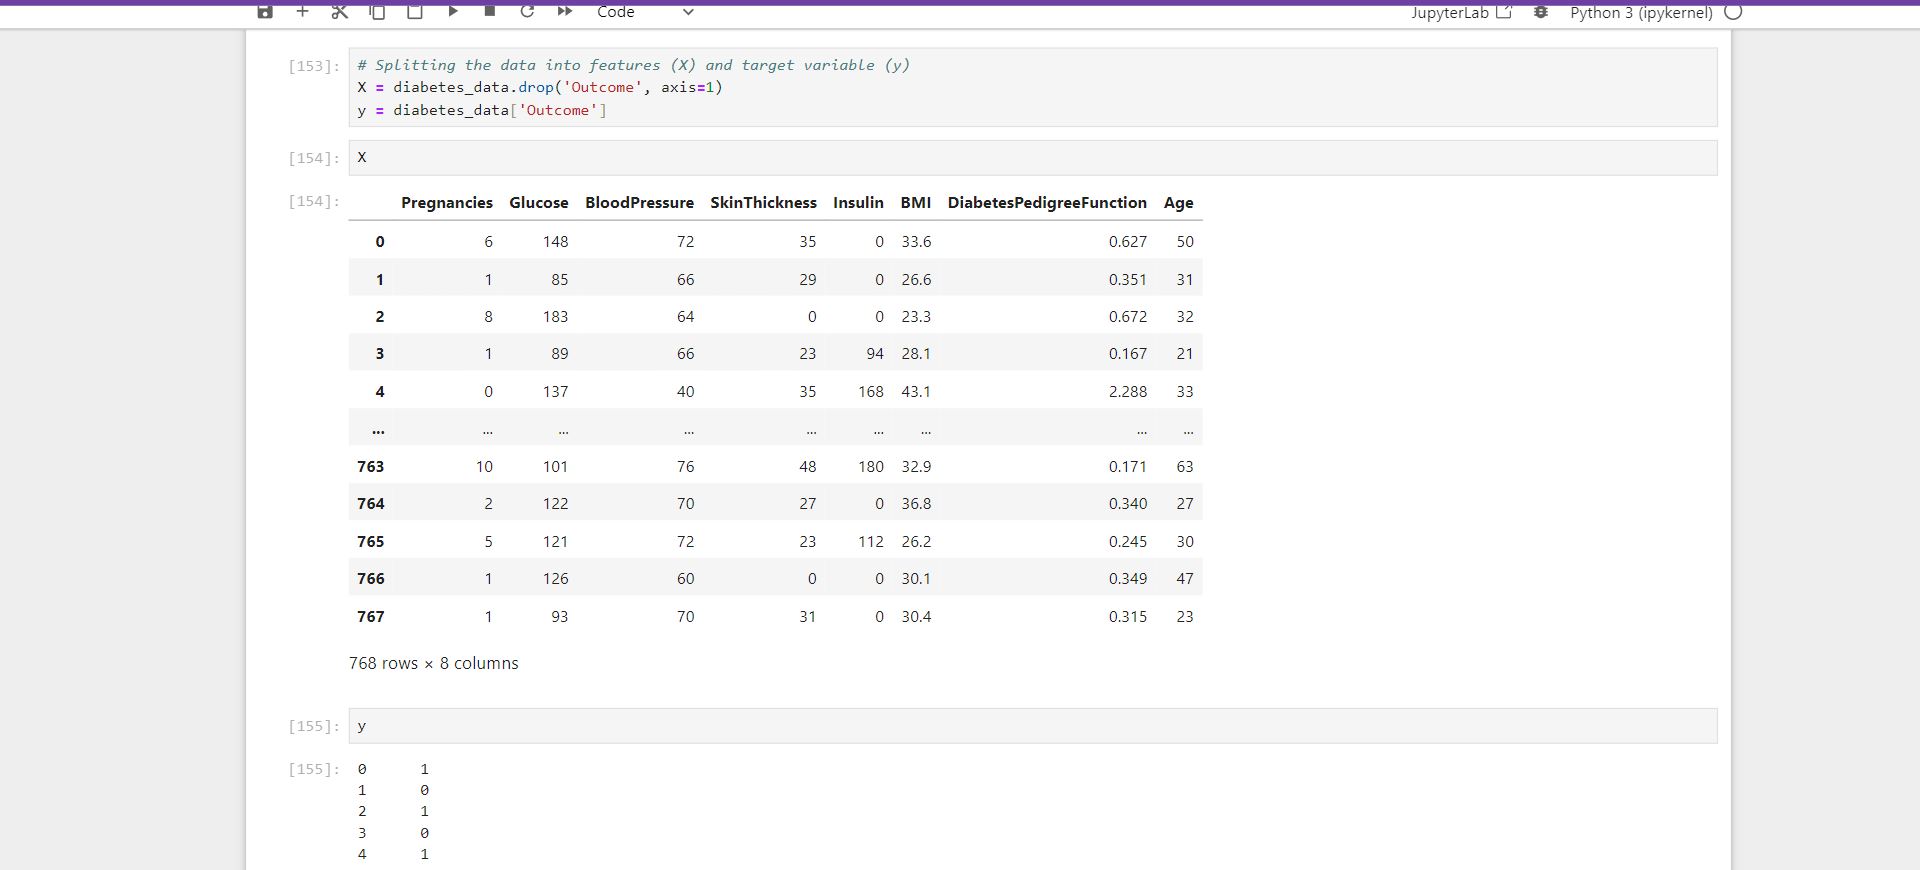 Code JupyterLab Python 3 (ipykernel)
[153]: # Splitting the data into features (X) and target variable (y)
X = diabetes_data.drop('Outcome', axis=1)
y = diabetes_data['Outcome']
[154]: X
[154]: Pregnancies Glucose BloodPressure SkinThickness Insulin BMI DiabetesPedigreeFunction Age
0 6 148 72 35 0 33.6 0.627 50
1 1 85 66 29 0 26.6 0.351 31
2 8 183 64 0 0 23.3 0.672 32
3 1 89 66 23 94 28.1 0.167 21
4 0 137 40 35 168 43.1 2.288 33
... ... ... ... ... ... ... ... ...
763 10 101 76 48 180 32.9 0.171 63
764 2 122 70 27 0 36.8 0.340 27
765 5 121 72 23 112 26.2 0.245 30
766 1 126 60 0 0 30.1 0.349 47
767 1 93 70 31 0 30.4 0.315 23
768 rows × 8 columns
[155]: y
[155]: 0 1
1 0
2 1
3 0
4 1